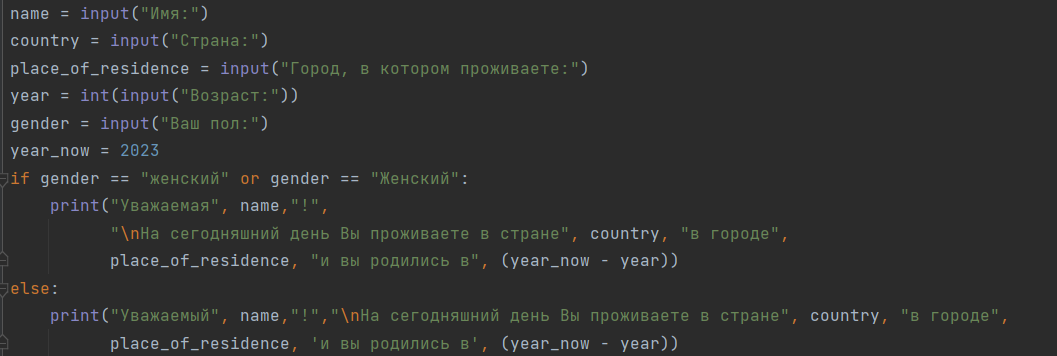 name = input("Имя:")
country = input("Страна:")
place_of_residence = input("Город, в котором проживаете:")
year = int(input("Возраст:"))
gender = input("Ваш пол:")
year_now = 2023
if gender == "женский" or gender == "Женский":
    print("Уважаемая", name,"!",
          "\nНа сегодняшний день Вы проживаете в стране", country, "в городе",
          place_of_residence, "и вы родились в", (year_now - year))
else:
    print("Уважаемый", name,"!","\nНа сегодняшний день Вы проживаете в стране", country, "в городе",
          place_of_residence, 'и вы родились в', (year_now - year))